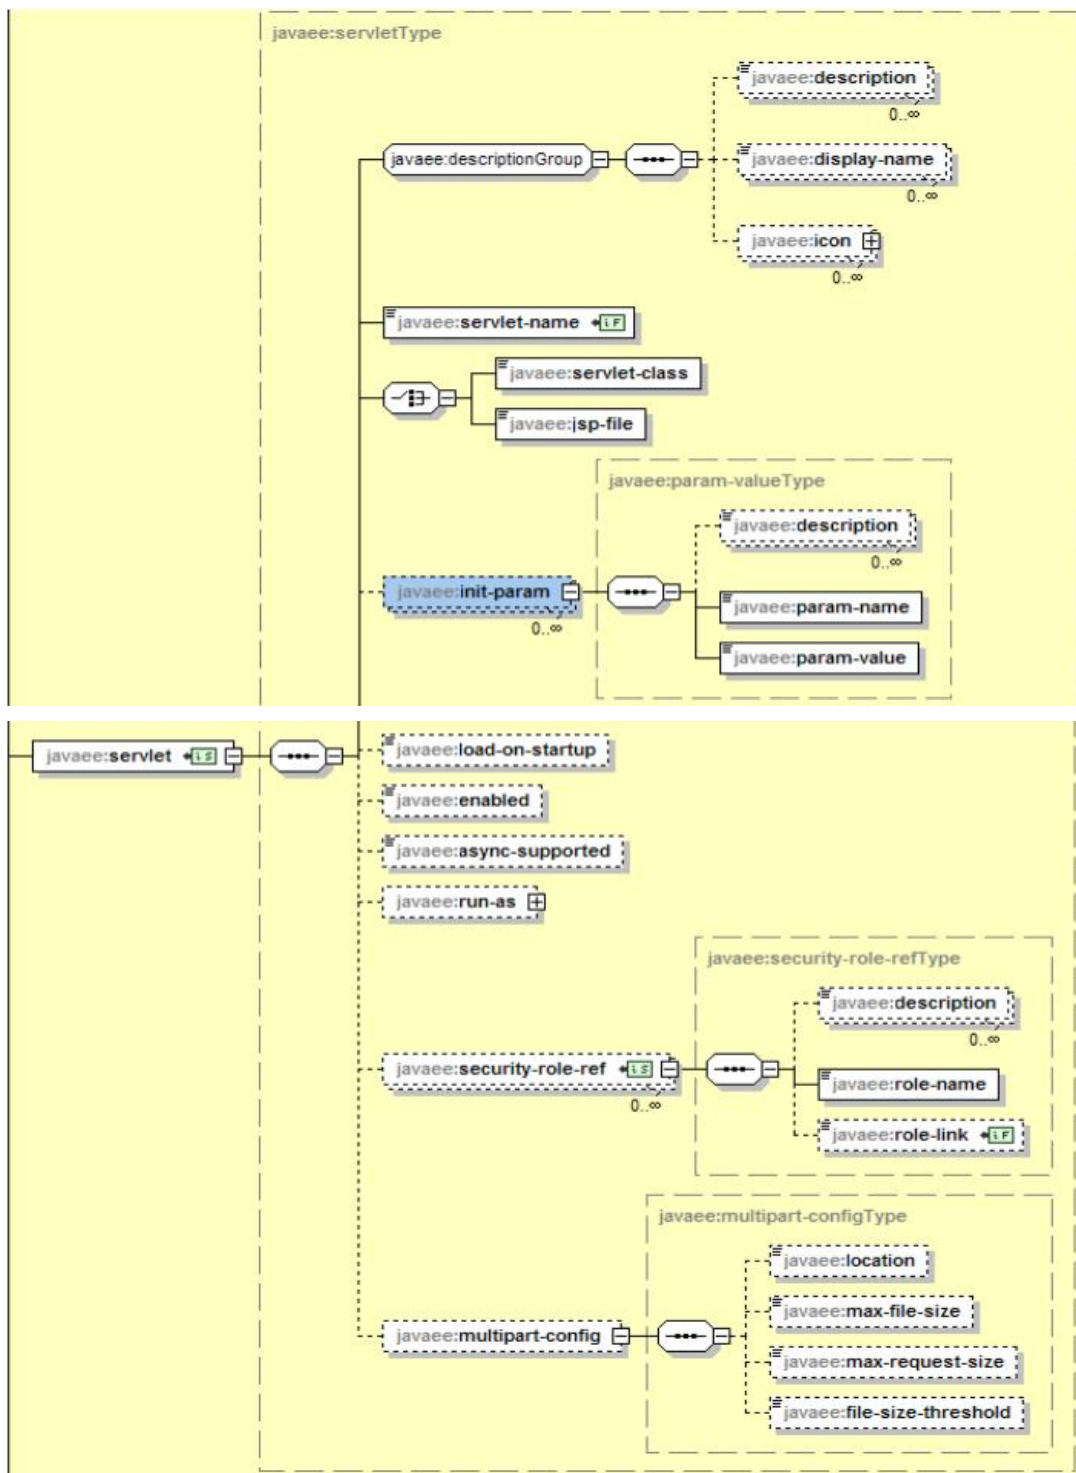 javaee:servletType
javaee:description
0..∞
javaee:descriptionGroup
javaee:display-name
0..∞
javaee:icon
0..∞
javaee:servlet-name iF
javaee:servlet-class
javaee:jsp-file
javaee:param-valueType
javaee:description
0..∞
javaee:init-param
0..∞
javaee:param-name
javaee:param-value
javaee:servlet iS
javaee:load-on-startup
javaee:enabled
javaee:async-supported
javaee:run-as
javaee:security-role-refType
javaee:description
0..∞
javaee:security-role-ref iS
0..∞
javaee:role-name
javaee:role-link iF
javaee:multipart-configType
javaee:location
javaee:max-file-size
javaee:multipart-config
javaee:max-request-size
javaee:file-size-threshold